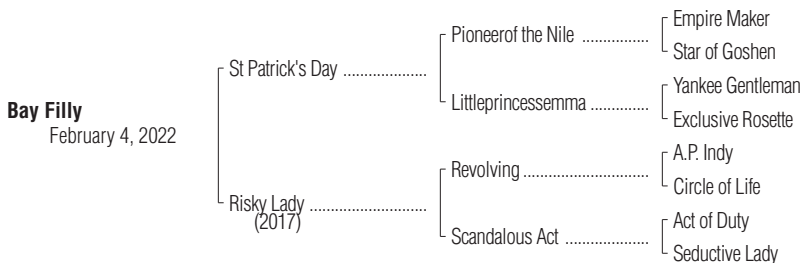 Bay Filly
February 4, 2022
St Patrick's Day ......................
Risky Lady ...............................
(2017)
Pioneerof the Nile ..................
Littleprincessemma ................
Revolving .................................
Scandalous Act ......................
Empire Maker
Star of Goshen
Yankee Gentleman
Exclusive Rosette
A.P. Indy
Circle of Life
Act of Duty
Seductive Lady